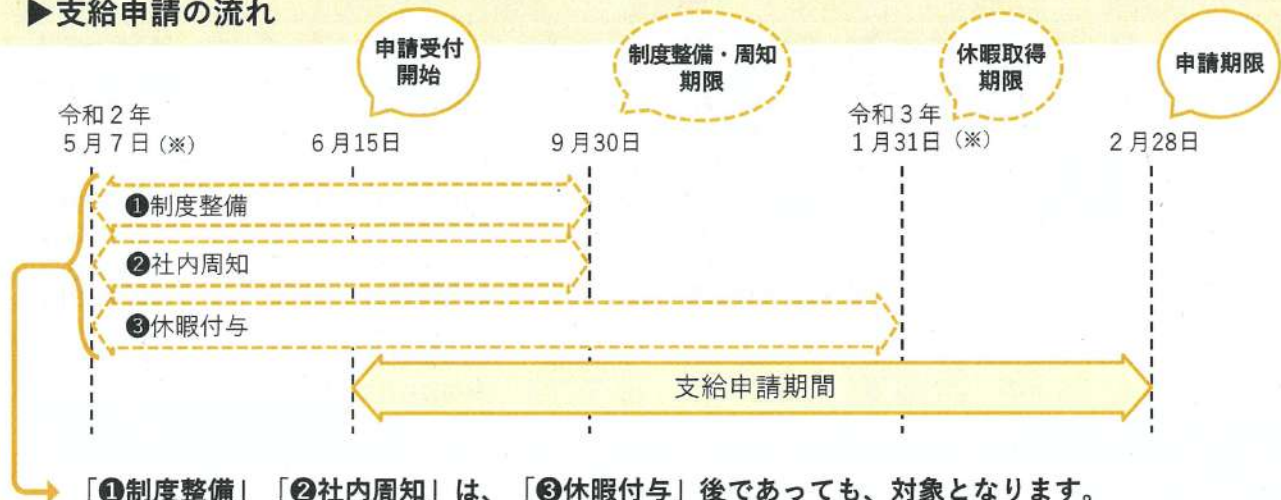 ▶支給申請の流れ
申請受付
開始
制度整備・周知
期限
休暇取得
期限
申請期限
令和2年
5月7日(※)
6月15日
9月30日
令和3年
1月31日(※)
2月28日
❶制度整備
❷社内周知
❸休暇付与
支給申請期間
「❶制度整備」「❷社内周知」は、「❸休暇付与」後であっても、対象となります。